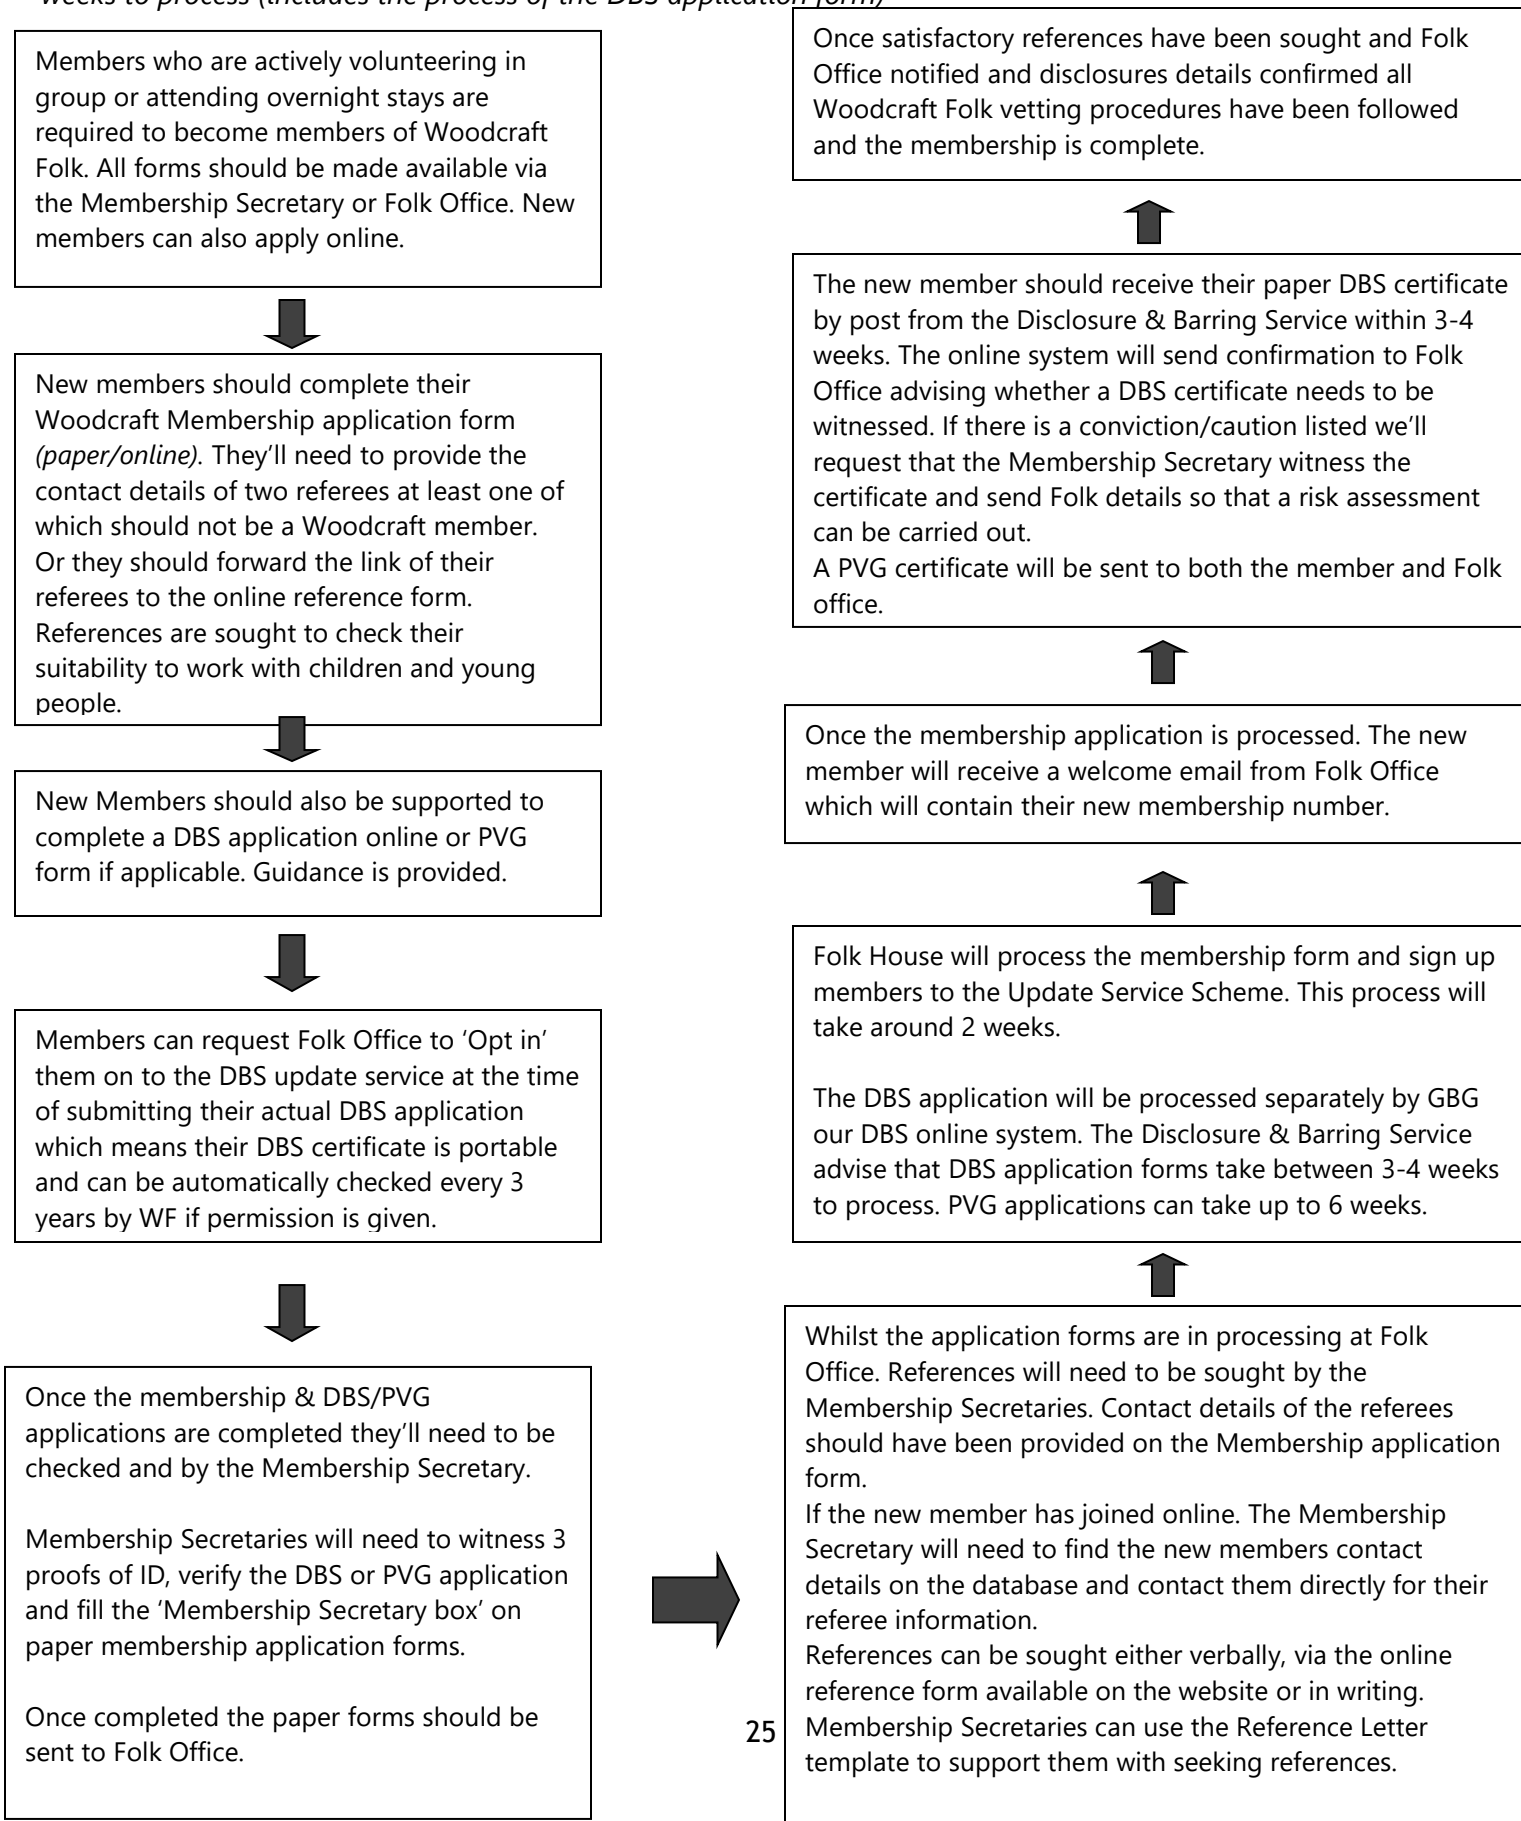 weeks to process (includes the process of the DBS application form)
Members who are actively volunteering in
group or attending overnight stays are
required to become members of Woodcraft
Folk. All forms should be made available via
the Membership Secretary or Folk Office. New
members can also apply online.
New members should complete their
Woodcraft Membership application form
(paper/online). They’ll need to provide the
contact details of two referees at least one of
which should not be a Woodcraft member.
Or they should forward the link of their
referees to the online reference form.
References are sought to check their
suitability to work with children and young
people.
New Members should also be supported to
complete a DBS application online or PVG
form if applicable. Guidance is provided.
Members can request Folk Office to ‘Opt in’
them on to the DBS update service at the time
of submitting their actual DBS application
which means their DBS certificate is portable
and can be automatically checked every 3
years by WF if permission is given.
Once the membership & DBS/PVG
applications are completed they’ll need to be
checked and by the Membership Secretary.
Membership Secretaries will need to witness 3
proofs of ID, verify the DBS or PVG application
and fill the ‘Membership Secretary box’ on
paper membership application forms.
Once completed the paper forms should be
sent to Folk Office.
Whilst the application forms are in processing at Folk
Office. References will need to be sought by the
Membership Secretaries. Contact details of the referees
should have been provided on the Membership application
form.
If the new member has joined online. The Membership
Secretary will need to find the new members contact
details on the database and contact them directly for their
referee information.
References can be sought either verbally, via the online
reference form available on the website or in writing.
Membership Secretaries can use the Reference Letter
template to support them with seeking references.
Folk House will process the membership form and sign up
members to the Update Service Scheme. This process will
take around 2 weeks.
The DBS application will be processed separately by GBG
our DBS online system. The Disclosure & Barring Service
advise that DBS application forms take between 3-4 weeks
to process. PVG applications can take up to 6 weeks.
Once the membership application is processed. The new
member will receive a welcome email from Folk Office
which will contain their new membership number.
The new member should receive their paper DBS certificate
by post from the Disclosure & Barring Service within 3-4
weeks. The online system will send confirmation to Folk
Office advising whether a DBS certificate needs to be
witnessed. If there is a conviction/caution listed we’ll
request that the Membership Secretary witness the
certificate and send Folk details so that a risk assessment
can be carried out.
A PVG certificate will be sent to both the member and Folk
office.
Once satisfactory references have been sought and Folk
Office notified and disclosures details confirmed all
Woodcraft Folk vetting procedures have been followed
and the membership is complete.
25